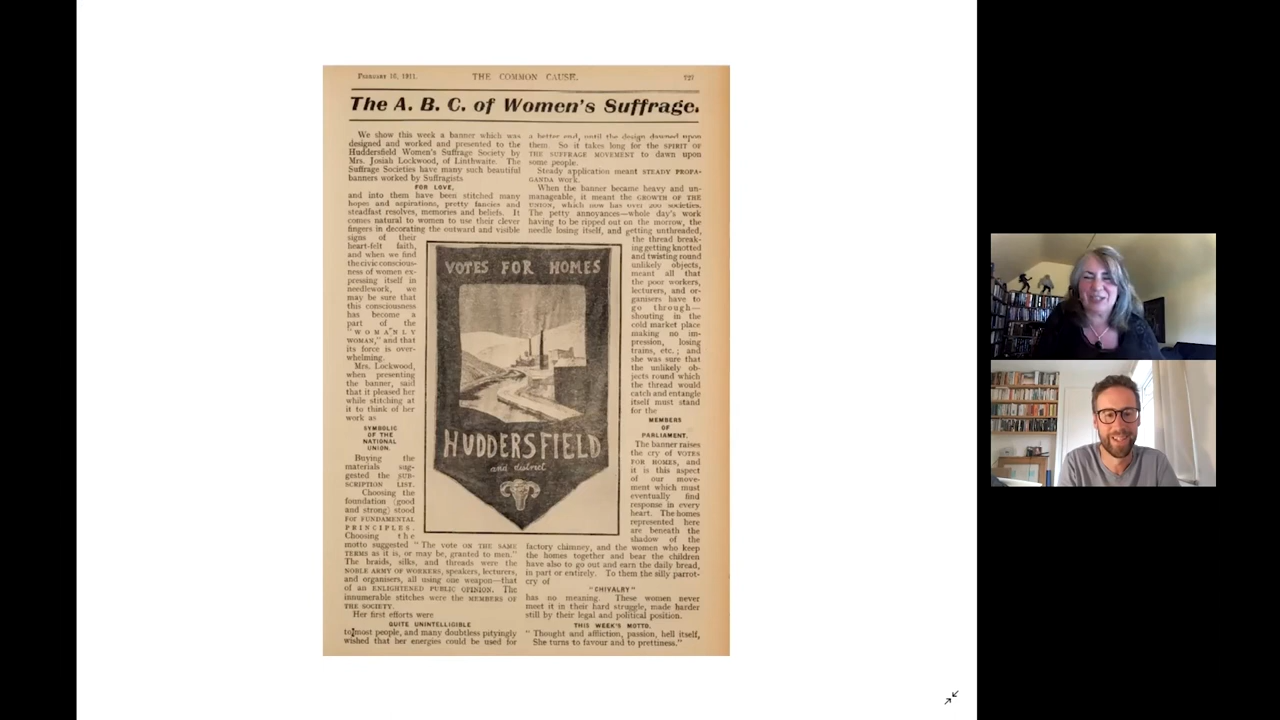 FEBRUARY 16, 1911.
THE COMMON CAUSE.
727
The A. B. C. of Women's Suffrage.
We show this week a banner which was
designed and worked and presented to the
Huddersfield Women's Suffrage Society by
Mrs. Josiah Lockwood, of Linthwaite. The
Suffrage Societies have many such beautiful
banners worked by Suffragists
FOR LOVE,
and into them have been stitched many
hopes and aspirations, pretty fancies and
steadfast resolves, memories and beliefs. It
comes natural to women to use their clever
fingers in decorating the outward and visible
signs of their
heart-felt faith,
and when we find
the civic conscious-
ness of women ex-
pressing itself in
needlework, we
may be sure that
this consciousness
has become a
part of the
"WOMANLY
WOMAN," and that
its force is over-
whelming.
Mrs. Lockwood,
when presenting
the banner, said
that it pleased her
while stitching at
it to think of her
work as
SYMBOLIC
OF THE
NATIONAL
UNION.
Buying the
materials sug-
gested the SUB-
SCRIPTION LIST.
Choosing the
foundation (good
and strong) stood
FOR FUNDAMENTAL
PRINCIPLES.
Choosing the
motto suggested "The vote ON THE SAME
TERMS as it is, or may be, granted to men."
The braids, silks, and threads were the
NOBLE ARMY OF WORKERS, speakers, lecturers,
and organisers, all using one weapon—that
of an ENLIGHTENED PUBLIC OPINION. The
innumerable stitches were the MEMBERS OF
THE SOCIETY.
Her first efforts were
QUITE UNINTELLIGIBLE
to most people, and many doubtless pityingly
wished that her energies could be used for
a better end, until the design dawned upon
them. So it takes long for the SPIRIT OF
THE SUFFRAGE MOVEMENT to dawn upon
some people.
Steady application meant STEADY PROPA-
GANDA work.
When the banner became heavy and un-
manageable, it meant the GROWTH OF THE
UNION, which now has over 200 societies.
The petty annoyances—whole day's work
having to be ripped out on the morrow, the
needle losing itself, and getting unthreaded,
the thread break-
ing getting knotted
and twisting round
unlikely objects,
meant all that
the poor workers,
lecturers, and or-
ganisers have to
go through—
shouting in the
cold market place
making no im-
pression, losing
trains, etc.; and
she was sure that
the unlikely ob-
jects round which
the thread would
catch and entangle
itself must stand
for the
MEMBERS
OF
PARLIAMENT.
The banner raises
the cry of VOTES
FOR HOMES, and
it is this aspect
of our move-
ment which must
eventually find
response in every
heart. The homes
represented here
are beneath the
shadow of the
factory chimney, and the women who keep
the homes together and bear the children
have also to go out and earn the daily bread,
in part or entirely. To them the silly parrot-
cry of
"CHIVALRY"
has no meaning. These women never
meet it in their hard struggle, made harder
still by their legal and political position.
THIS WEEK'S MOTTO.
"Thought and affliction, passion, hell itself,
She turns to favour and to prettiness."
VOTES FOR HOMES
HUDDERSFIELD
and district